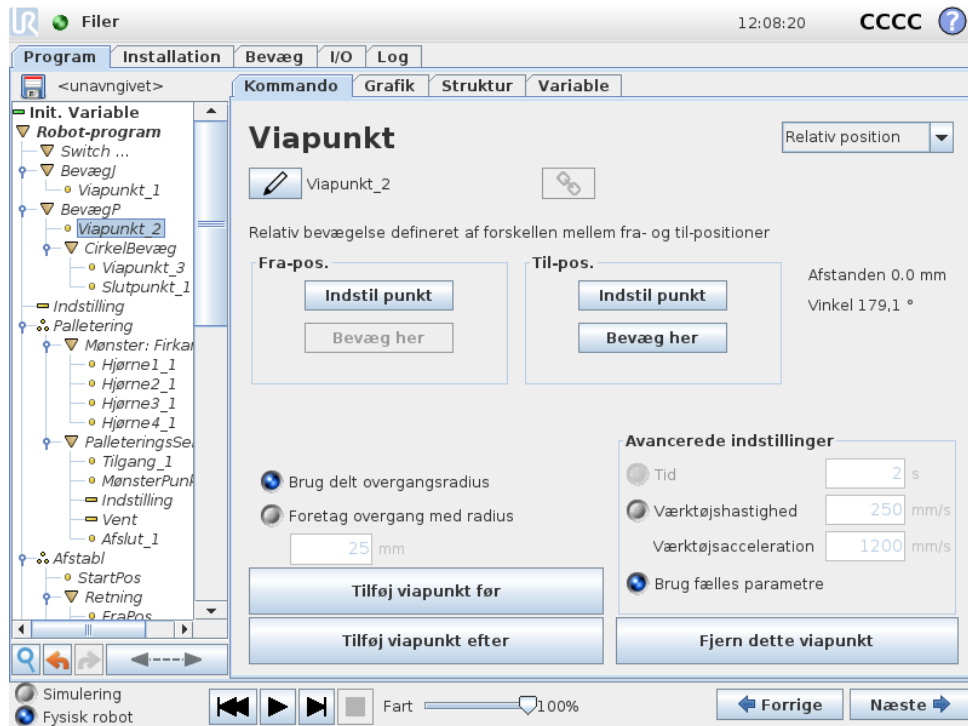 UR Filer 12:08:20 CCCC ?
Program Installation Bevæg I/O Log
<unavngivet>
Kommando Grafik Struktur Variable
Init. Variable
Robot-program
Switch ...
BevægJ
Viapunkt_1
BevægP
Viapunkt_2
CirkelBevæg
Viapunkt_3
Slutpunkt_1
Indstilling
Palletering
Mønster: Firkar
Hjørne1_1
Hjørne2_1
Hjørne3_1
Hjørne4_1
PalleteringsSe
Tilgang_1
MønsterPunk
Indstilling
Vent
Afslut_1
Afstabl
StartPos
Retning
FraPos
Viapunkt
Relativ position
Viapunkt_2
Relativ bevægelse defineret af forskellen mellem fra- og til-positioner
Fra-pos.
Indstil punkt
Bevæg her
Til-pos.
Indstil punkt
Bevæg her
Afstanden 0.0 mm
Vinkel 179,1 °
Brug delt overgangsradius
Foretag overgang med radius
25 mm
Avancerede indstillinger
Tid 2 s
Værktøjshastighed 250 mm/s
Værktøjsacceleration 1200 mm/s
Brug fælles parametre
Tilføj viapunkt før
Tilføj viapunkt efter
Fjern dette viapunkt
Simulering
Fysisk robot
Fart 100%
Forrige
Næste